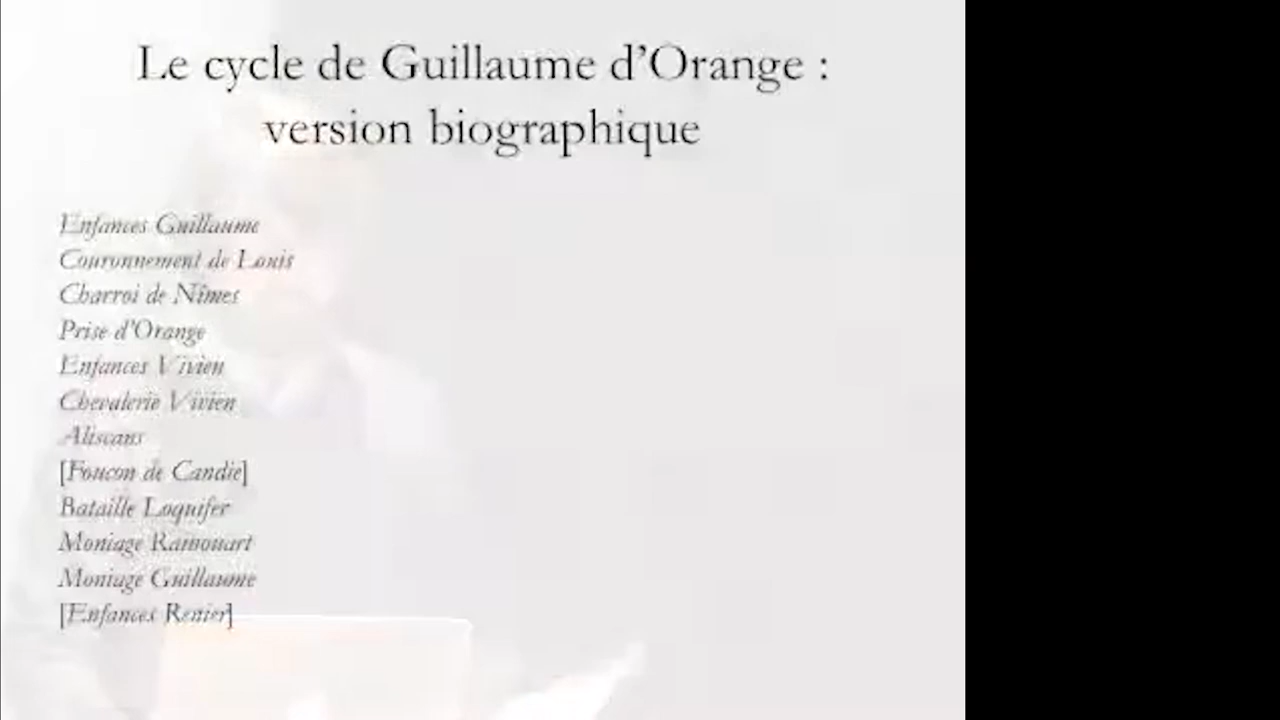 Le cycle de Guillaume d’Orange :
version biographique
Enfances Guillaume
Couronnement de Louis
Charroi de Nîmes
Prise d’Orange
Enfances Vivien
Chevalerie Vivien
Aliscans
[Foucon de Candie]
Bataille Loquifer
Moniage Rainouart
Moniage Guillaume
[Enfances Renier]